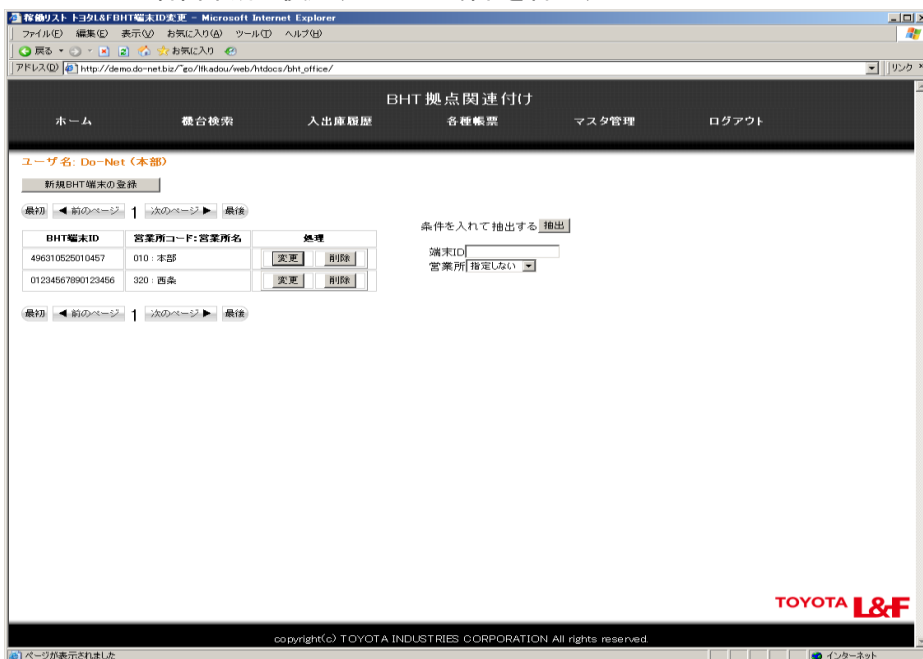 稼働リスト トヨタL&F BHT端末ID変更 - Microsoft Internet Explorer
ファイル(F) 編集(E) 表示(V) お気に入り(A) ツール(T) ヘルプ(H)
戻る お気に入り
アドレス(D) http://demo.do-net.biz/~eo/lfkadou/web/htdocs/bht_office/ リンク »
BHT 拠点関連付け
ホーム 機台検索 入出庫履歴 各種帳票 マスタ管理 ログアウト
ユーザ名: Do-Net (本部)
新規BHT端末の登録
最初 ◀ 前のページ 1 次のページ ▶ 最後
条件を入れて抽出する 抽出
端末ID
営業所 指定しない
BHT端末ID 営業所コード:営業所名 処理
496310525010457 010 : 本部 変更 削除
01234567890123456 320 : 西条 変更 削除
最初 ◀ 前のページ 1 次のページ ▶ 最後
TOYOTA L&F
copyright(c) TOYOTA INDUSTRIES CORPORATION All rights reserved.
ページが表示されました インターネット